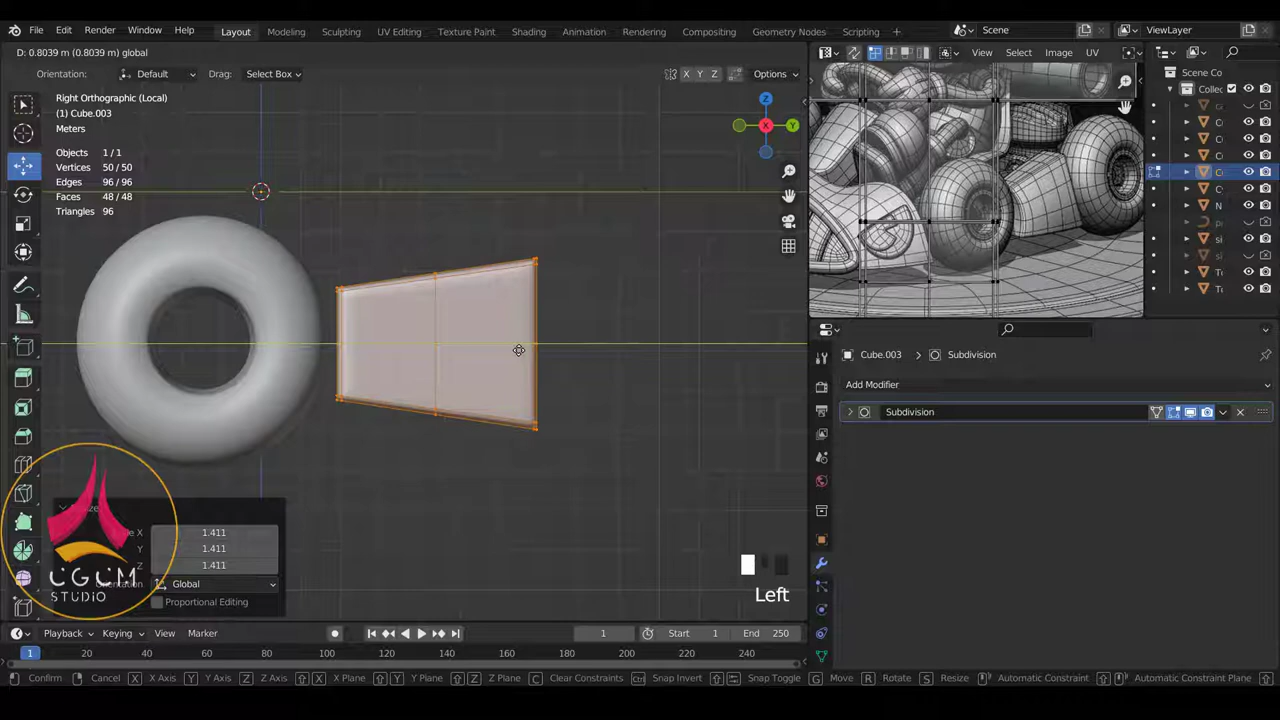 File Edit Render Window Help Layout Modeling Sculpting UV Editing Texture Paint Shading Animation Rendering Compositing Geometry Nodes Scripting Scene ViewLayer
D: 0.8039 m (0.8039 m) global View Select Image UV
Orientation: Default Drag: Select Box X Y Z Options
Scene Co
Collec
Right Orthographic (Local)
(1) Cube.003
Meters
Objects 1/1
Vertices 50/50
Edges 96/96
Faces 48/48
Triangles 96
Z
X
Y
Cube.003 Subdivision
Add Modifier
Subdivision
X 1.411
Y 1.411
Z 1.411
Global
Proportional Editing
UGUM
STUDIO
Left
Playback Keying View Marker 1 Start 1 End 250
1 20 40 60 80 100 120 140 160 180 200 220 240
Confirm Cancel X X Axis Y Y Axis Z Z Axis X X Plane Y Y Plane Z Z Plane C Clear Constraints Ctrl Snap Invert Snap Toggle G Move R Rotate S Resize Automatic Constraint Automatic Constraint Plane